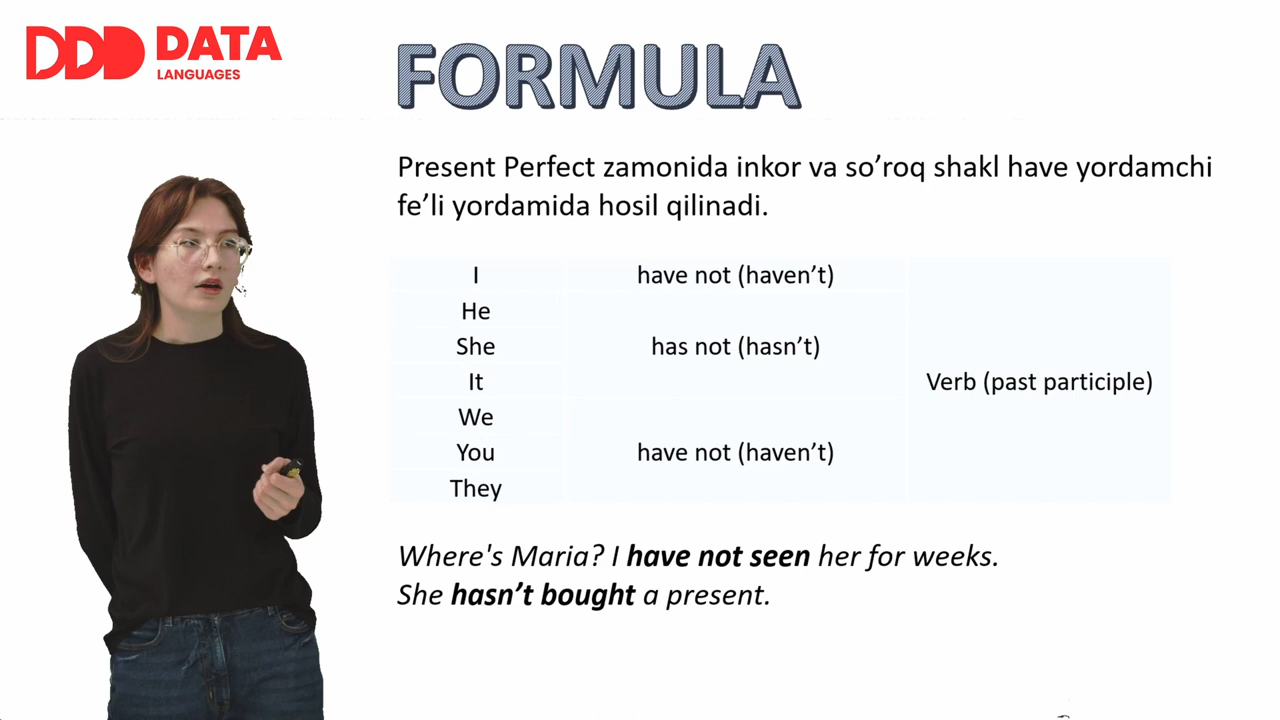 DATA
LANGUAGES
FORMULA
Present Perfect zamonida inkor va so’roq shakl have yordamchi
fe’li yordamida hosil qilinadi.
I have not (haven’t)
He
She has not (hasn’t)
It Verb (past participle)
We
You have not (haven’t)
They
Where's Maria? I have not seen her for weeks.
She hasn’t bought a present.